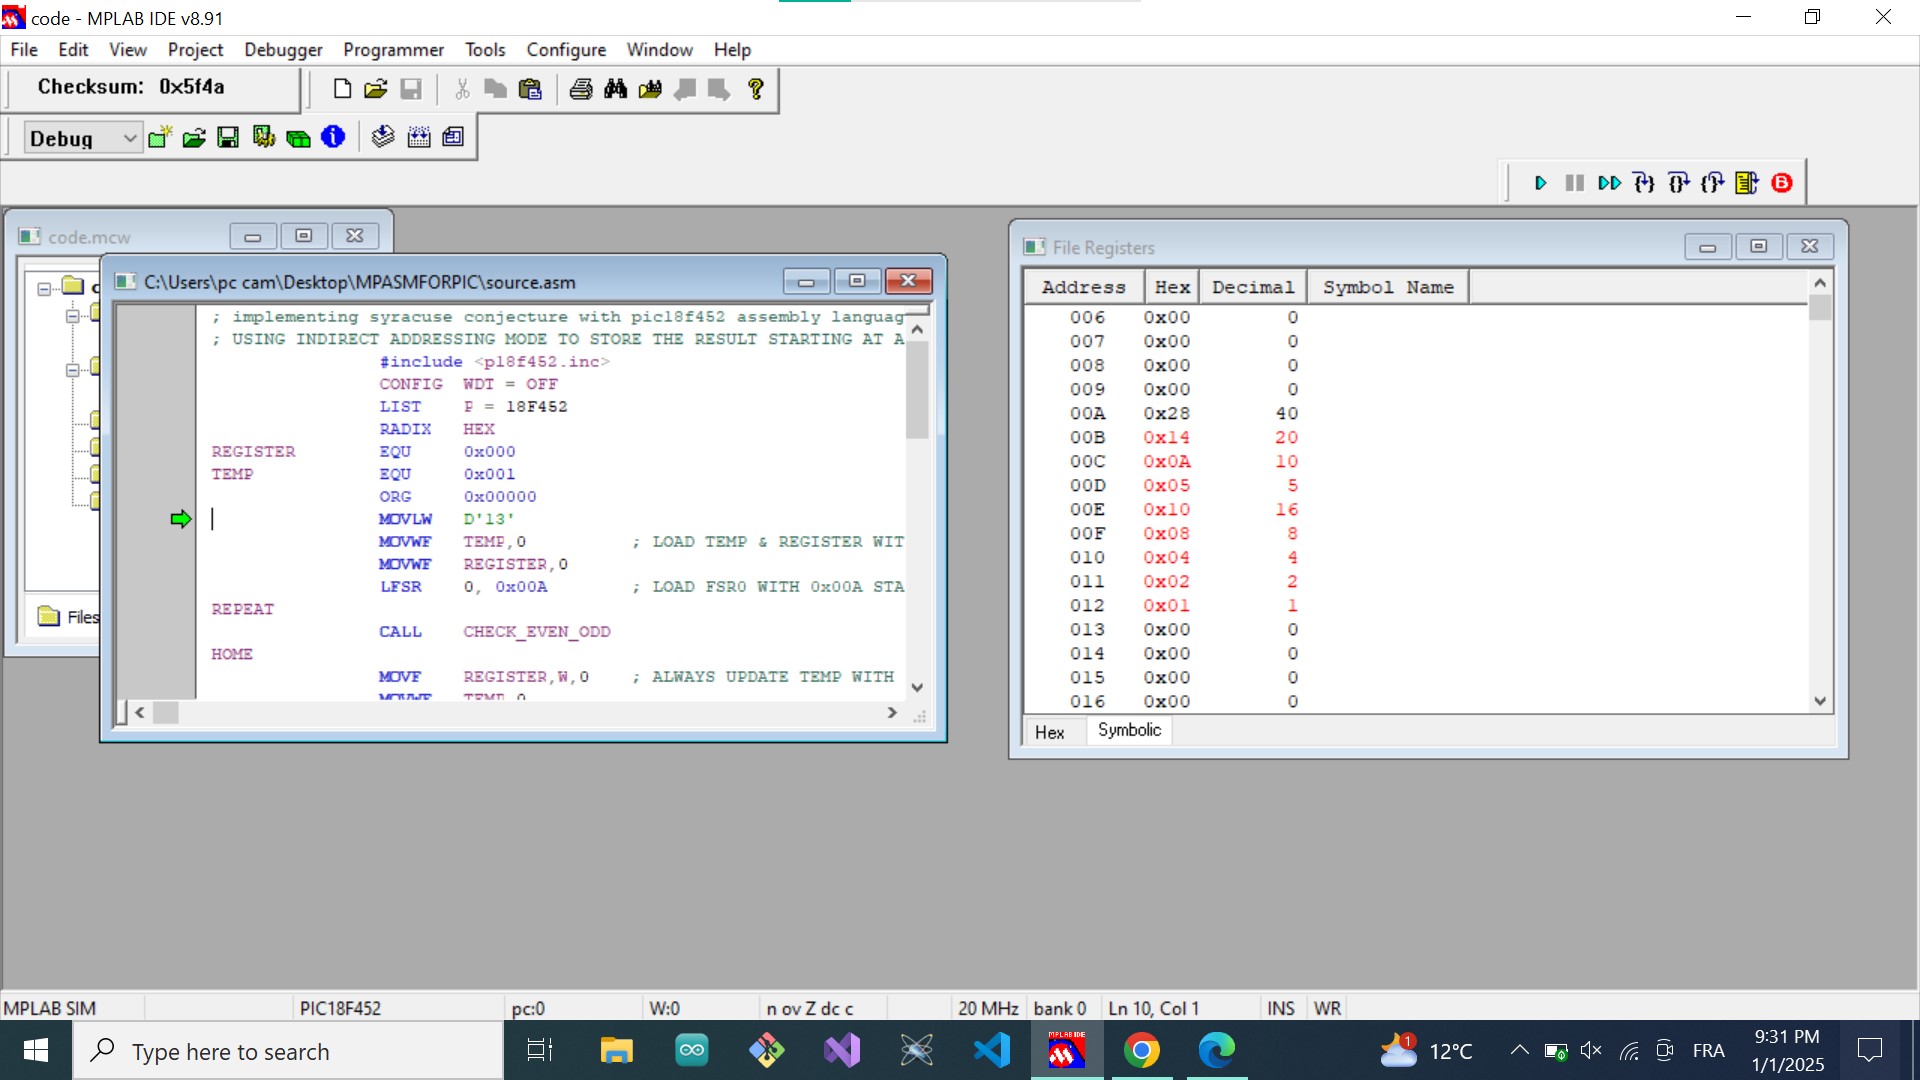 code - MPLAB IDE v8.91
File Edit View Project Debugger Programmer Tools Configure Window Help
Checksum: 0x5f4a
Debug
code.mcw
C:\Users\pc cam\Desktop\MPASMFORPIC\source.asm
; implementing syracuse conjecture with pic18f452 assembly languag
; USING INDIRECT ADDRESSING MODE TO STORE THE RESULT STARTING AT A
#include <p18f452.inc>
CONFIG WDT = OFF
LIST P = 18F452
RADIX HEX
REGISTER EQU 0x000
TEMP EQU 0x001
ORG 0x00000
MOVLW D'13'
MOVWF TEMP,0 ; LOAD TEMP & REGISTER WIT
MOVWF REGISTER,0
LFSR 0, 0x00A ; LOAD FSR0 WITH 0x00A STA
REPEAT
CALL CHECK_EVEN_ODD
HOME
MOVF REGISTER,W,0 ; ALWAYS UPDATE TEMP WITH
MOVWF TEMP,0
Files
File Registers
Address Hex Decimal Symbol Name
006 0x00 0
007 0x00 0
008 0x00 0
009 0x00 0
00A 0x28 40
00B 0x14 20
00C 0x0A 10
00D 0x05 5
00E 0x10 16
00F 0x08 8
010 0x04 4
011 0x02 2
012 0x01 1
013 0x00 0
014 0x00 0
015 0x00 0
016 0x00 0
Hex Symbolic
MPLAB SIM PIC18F452 pc:0 W:0 n ov Z dc c 20 MHz bank 0 Ln 10, Col 1 INS WR
Type here to search
MPLAB IDE
1
12°C
FRA
9:31 PM
1/1/2025